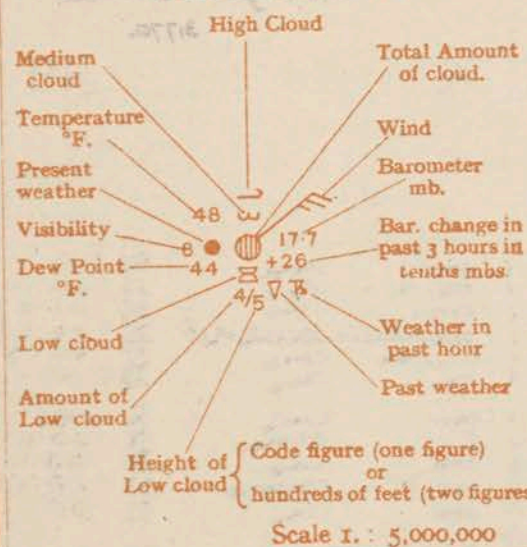 31770
High Cloud
Medium
cloud
Total Amount
of cloud.
Temperature
°F.
Wind
Present
weather
Barometer
mb.
48
Visibility
8
17.7
Bar. change in
past 3 hours in
tenths mbs.
+26
Dew Point
°F.
44
4/5
Low cloud
Weather in
past hour
Amount of
Low cloud
Past weather
Height of
Low cloud
Code figure (one figure)
or
hundreds of feet (two figures
Scale 1. : 5,000,000